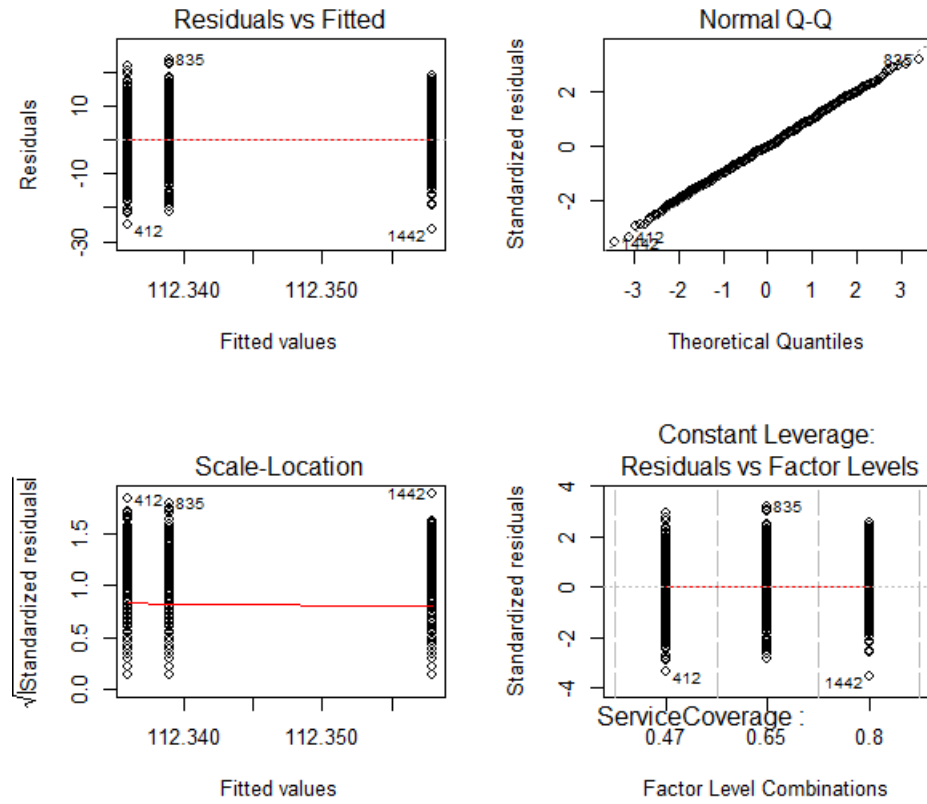 Residuals vs Fitted
Residuals
10
-10
-30
835
412
1442
112.340
112.350
Fitted values
Normal Q-Q
Standardized residuals
2
0
-2
835
412
1442
-3
-2
-1
0
1
2
3
Theoretical Quantiles
Scale-Location
√|Standardized residuals|
1.5
1.0
0.5
0.0
412
835
1442
112.340
112.350
Fitted values
Constant Leverage:
Residuals vs Factor Levels
Standardized residuals
4
2
0
-2
-4
835
412
1442
ServiceCoverage :
0.47
0.65
0.8
Factor Level Combinations